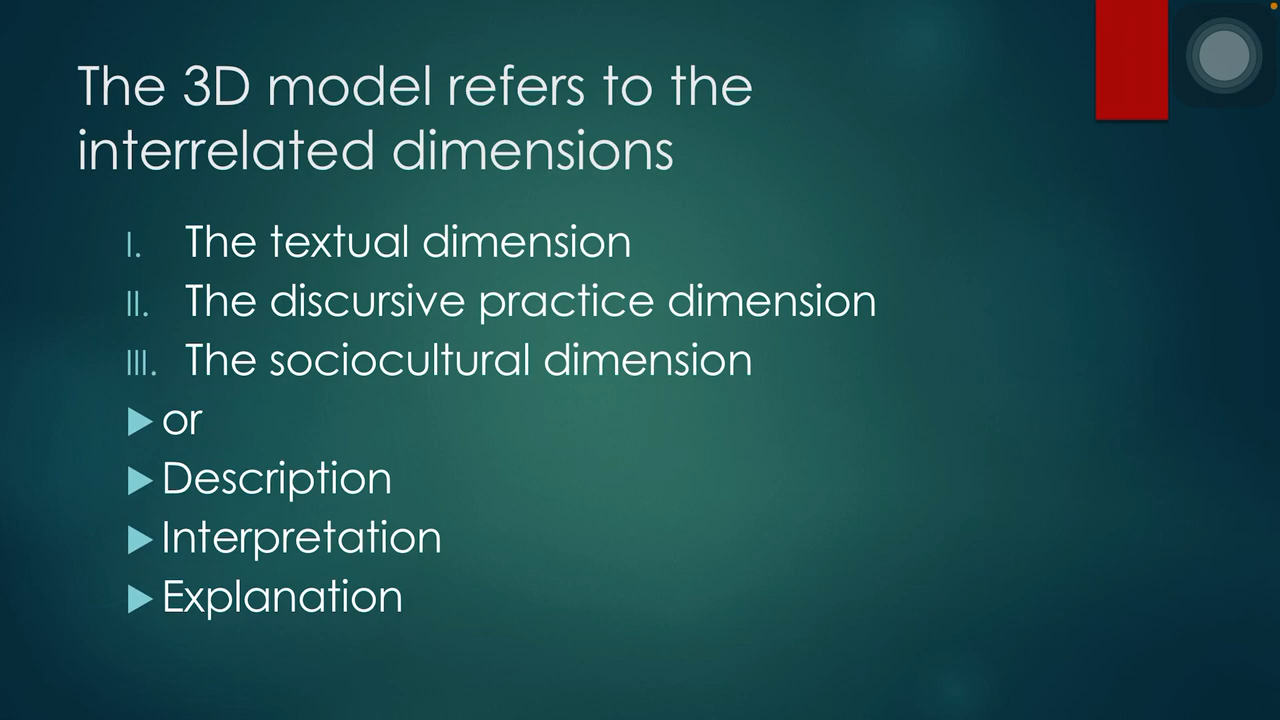 The 3D model refers to the
interrelated dimensions
I. The textual dimension
II. The discursive practice dimension
III. The sociocultural dimension
or
Description
Interpretation
Explanation